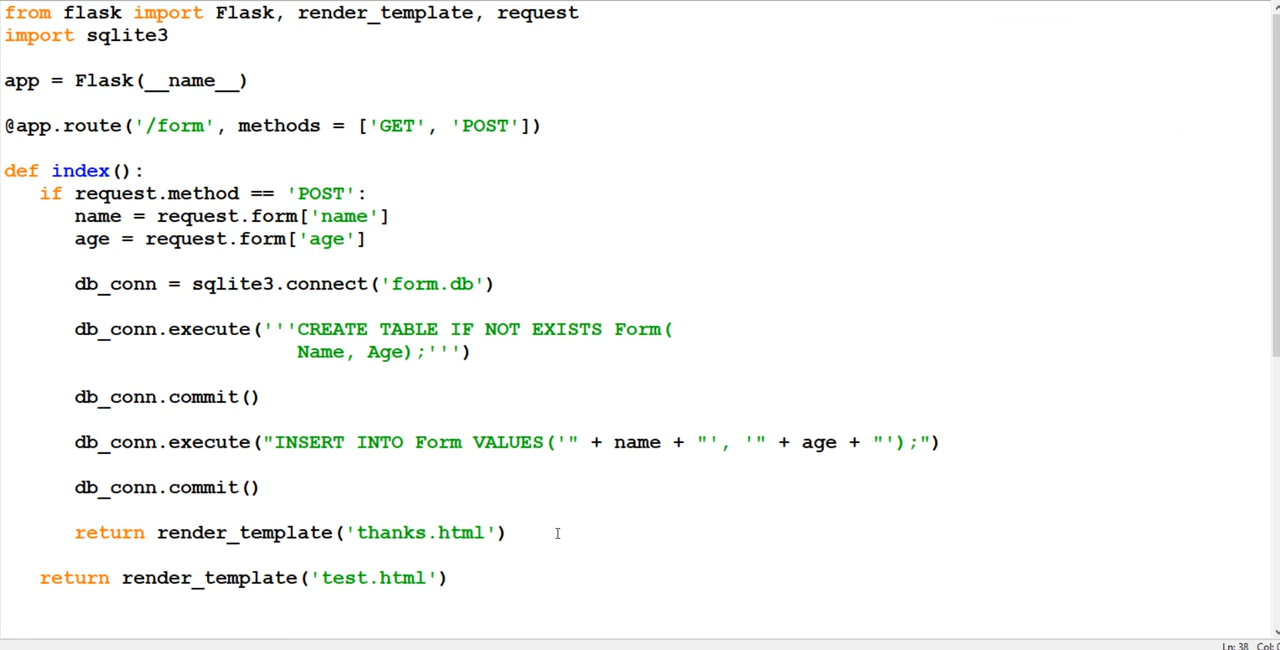 from flask import Flask, render_template, request
import sqlite3
app = Flask(__name__)
@app.route('/form', methods = ['GET', 'POST'])
def index():
if request.method == 'POST':
name = request.form['name']
age = request.form['age']
db_conn = sqlite3.connect('form.db')
db_conn.execute('''CREATE TABLE IF NOT EXISTS Form(
Name, Age);''')
db_conn.commit()
db_conn.execute("INSERT INTO Form VALUES('" + name + "', '" + age + "');")
db_conn.commit()
return render_template('thanks.html')
return render_template('test.html')
Ln: 38 Col: